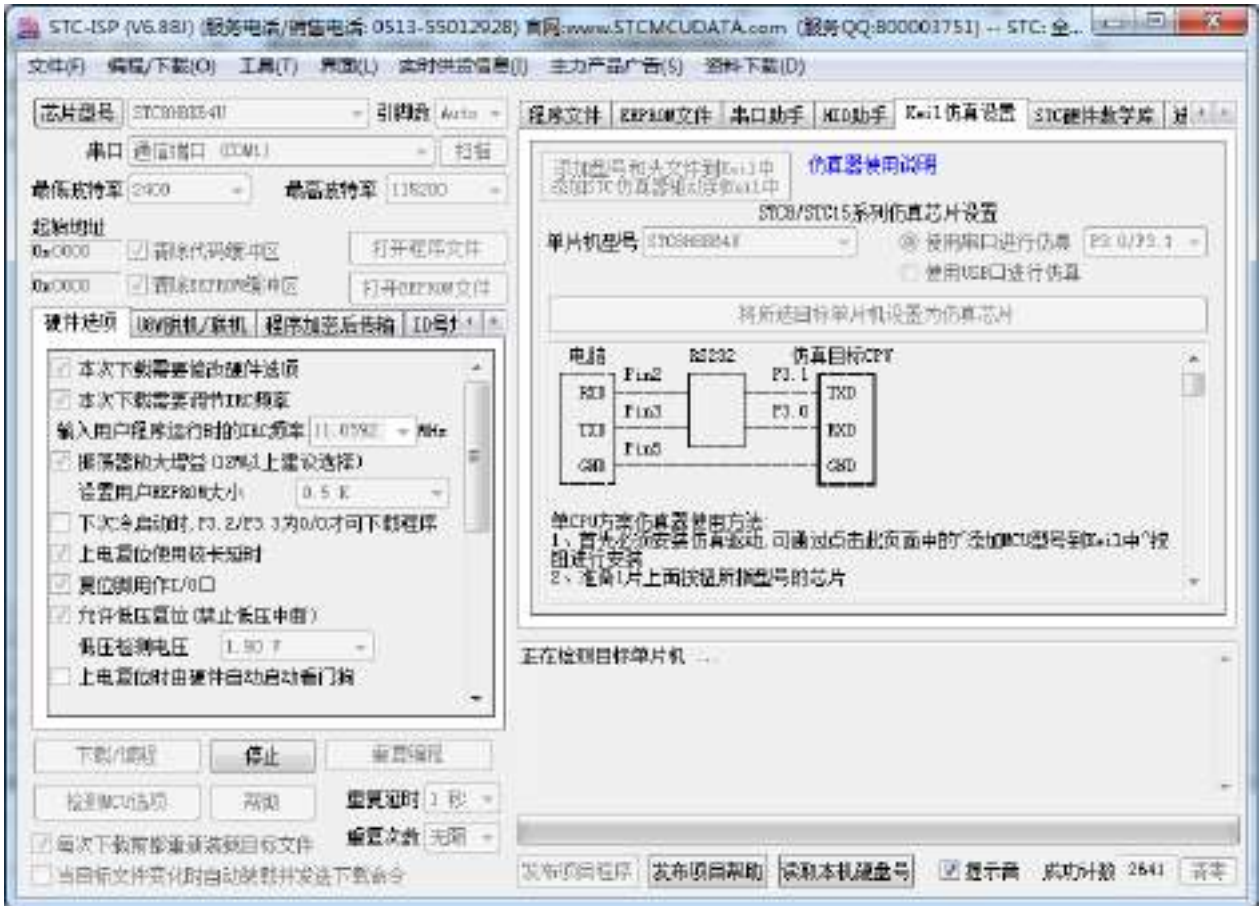 STC-ISP (V6.88J) (服务电话/销售电话: 0513-55012928) 官网:www.STCMCUDATA.com (服务QQ:800003751) -- STC: 全...
文件(F) 编程/下载(O) 工具(T) 界面(L) 实时供货信息(I) 主力产品广告(S) 资料下载(D)
芯片型号 引脚数 Auto
串口 通信端口 (COM1) 扫描
最低波特率 2400 最高波特率 115200
起始地址
0x0000 清除代码缓冲区 打开程序文件
0x0000 清除EEPROM缓冲区 打开EEPROM文件
硬件选项 U8W脱机/联机 程序加密后传输 ID号
本次下载需要修改硬件选项
本次下载需要调节IRC频率
输入用户程序运行时的IRC频率 11.0592 MHz
振荡器放大增益(12M以上建议选择)
设置用户EEPROM大小 0.5 K
下次冷启动时,P3.2/P3.3为0/0才可下载程序
上电复位使用较长延时
复位脚用作I/O口
允许低压复位(禁止低压中断)
低压检测电压 1.90 V
上电复位时由硬件自动启动看门狗
下载/编程 停止 重复编程
检测MCU选项 帮助 重复延时 1 秒
每次下载前都重新装载目标文件 重复次数 无限
当目标文件变化时自动装载并发送下载命令
程序文件 EEPROM文件 串口助手 HID助手 Keil仿真设置 STC硬件数学库
添加型号和头文件到Keil中
添加STC仿真器驱动到Keil中
仿真器使用说明
STC8/STC15系列仿真芯片设置
单片机型号 使用串口进行仿真 P3.0/P3.1
使用USB口进行仿真
将所选目标单片机设置为仿真芯片
电脑 RS232 仿真目标CPU
RXD Pin2 P3.1 TXD
TXD Pin3 P3.0 RXD
GND Pin5 GND
单CPU方案仿真器使用方法
1、首先必须安装仿真驱动,可通过点击此页面中的"添加MCU型号到Keil中"按
钮进行安装
2、准备1片上面按钮所指型号的芯片
正在检测目标单片机 ...
发布项目程序 发布项目帮助 读取本机硬盘号 提示音 成功计数 2641 清零